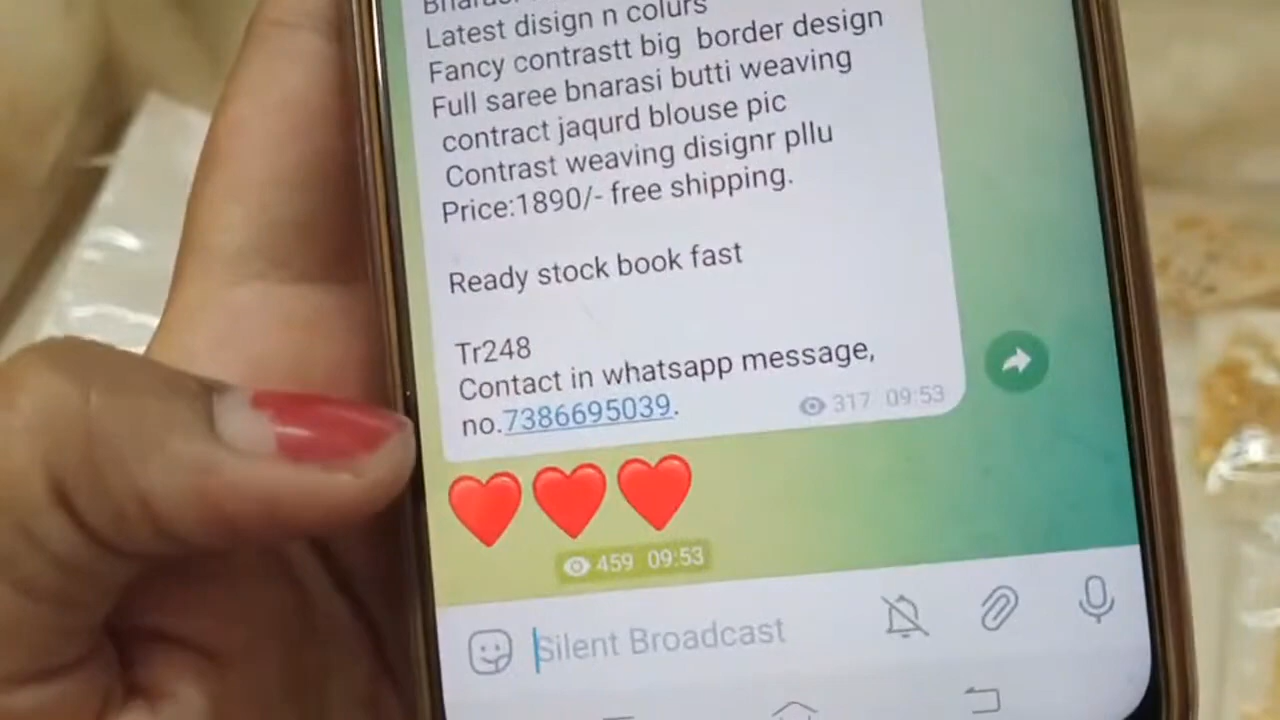 Latest disign n colurs
Fancy contrastt big border design
Full saree bnarasi butti weaving
contract jaqurd blouse pic
Contrast weaving disignr pllu
Price:1890/- free shipping.
Ready stock book fast
Tr248
Contact in whatsapp message,
no.7386695039.
317 09:53
459 09:53
Silent Broadcast